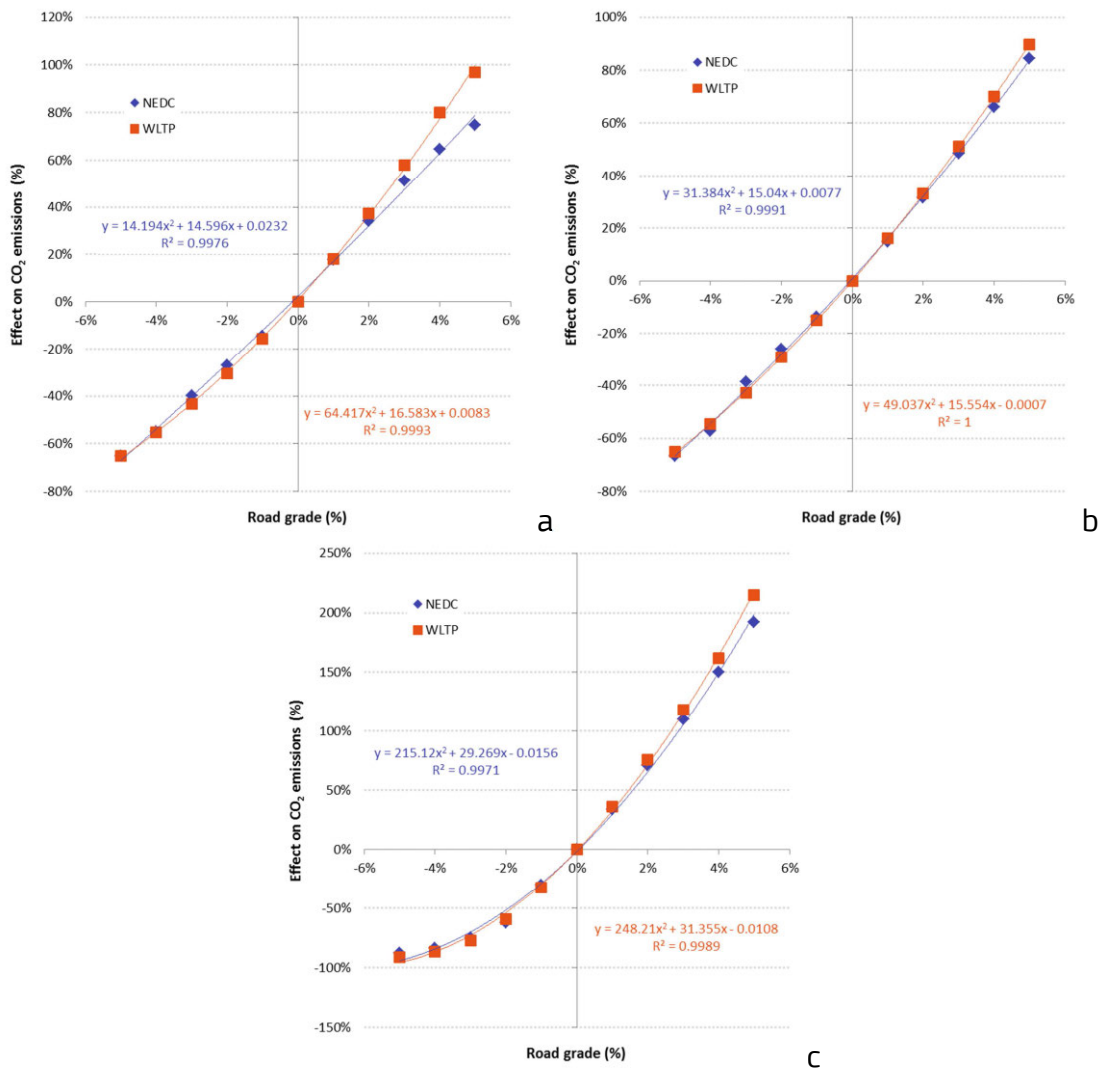 120%
100%
80%
60%
40%
20%
0%
-20%
-40%
-60%
-80%
-6%
-4%
-2%
0%
2%
4%
6%
Effect on CO₂ emissions (%)
Road grade (%)
NEDC
WLTP
y = 14.194x² + 14.596x + 0.0232
R² = 0.9976
y = 64.417x² + 16.583x + 0.0083
R² = 0.9993
a
100%
80%
60%
40%
20%
0%
-20%
-40%
-60%
-80%
-6%
-4%
-2%
0%
2%
4%
6%
Effect on CO₂ emissions (%)
Road grade (%)
NEDC
WLTP
y = 31.384x² + 15.04x + 0.0077
R² = 0.9991
y = 49.037x² + 15.554x - 0.0007
R² = 1
b
250%
200%
150%
100%
50%
0%
-50%
-100%
-150%
-6%
-4%
-2%
0%
2%
4%
6%
Effect on CO₂ emissions (%)
Road grade (%)
NEDC
WLTP
y = 215.12x² + 29.269x - 0.0156
R² = 0.9971
y = 248.21x² + 31.355x - 0.0108
R² = 0.9989
c